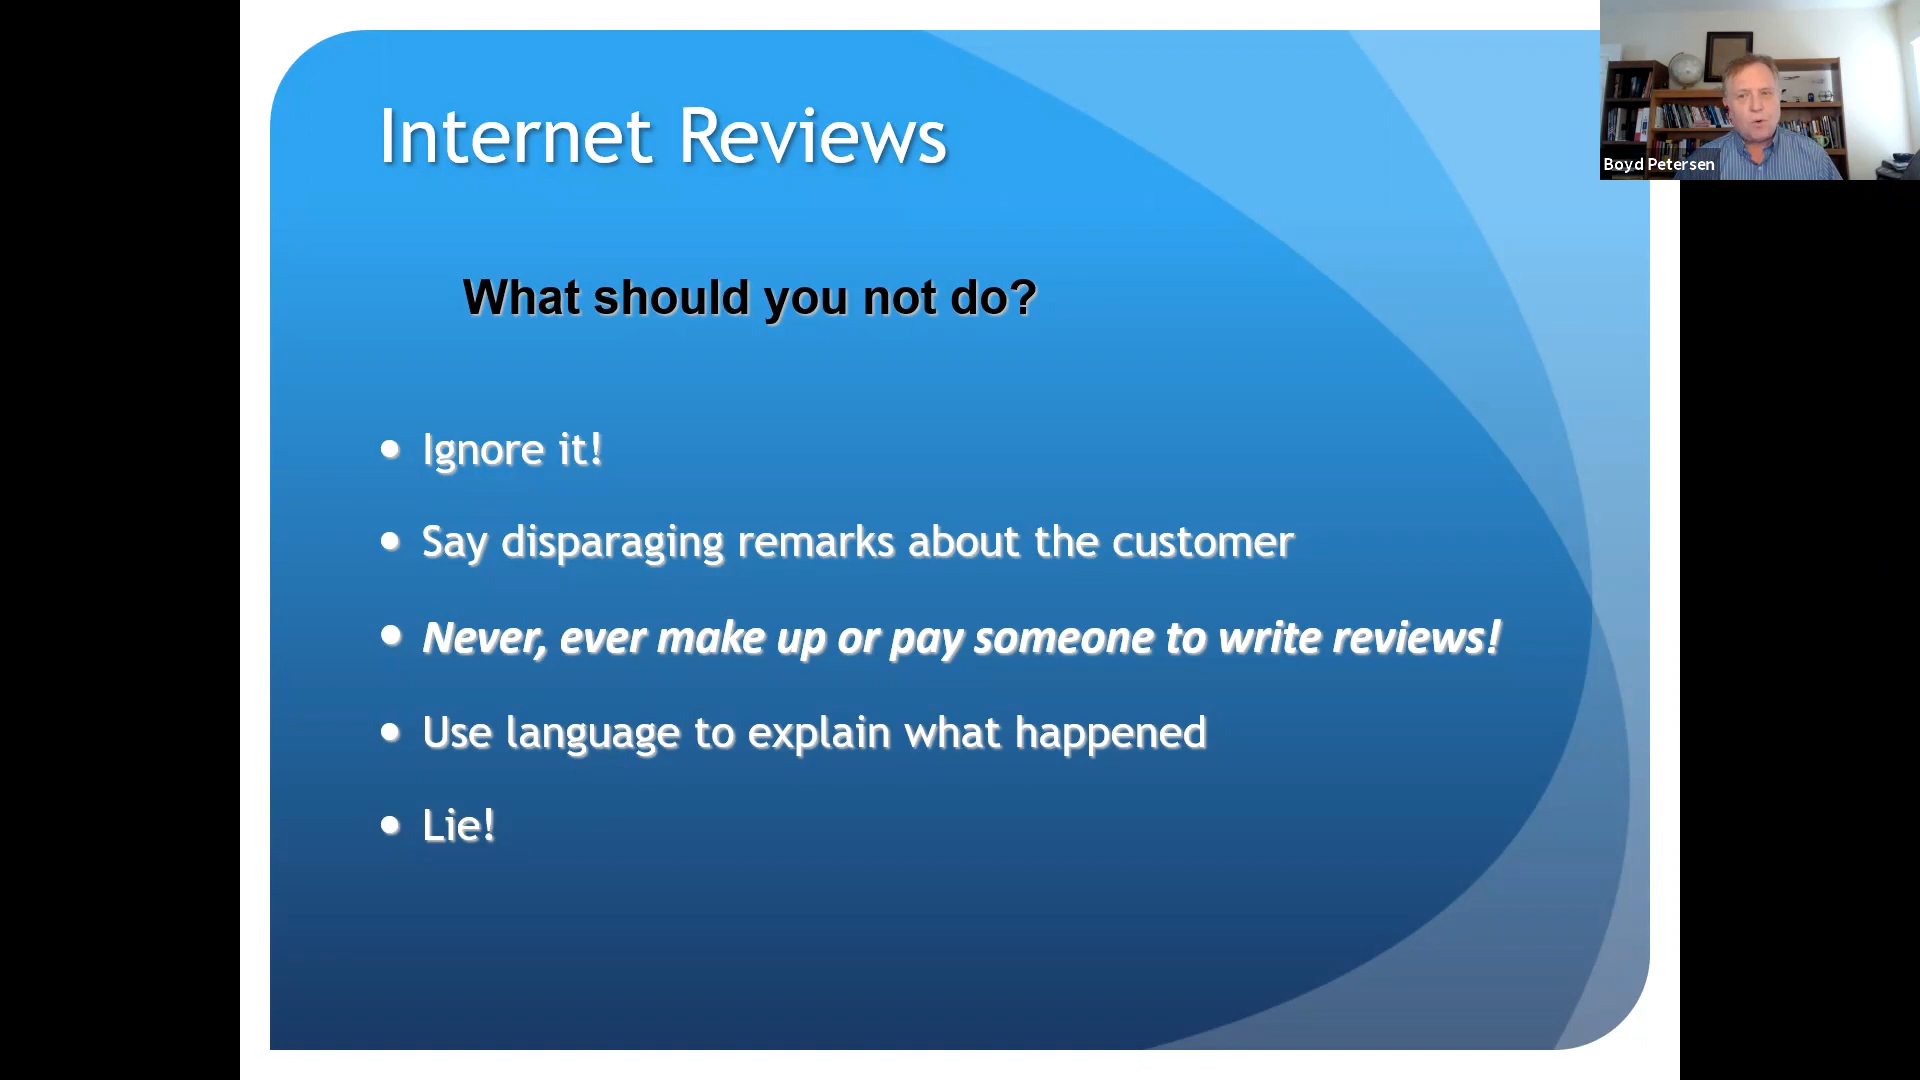 Internet Reviews
Boyd Petersen
What should you not do?
• Ignore it!
• Say disparaging remarks about the customer
• Never, ever make up or pay someone to write reviews!
• Use language to explain what happened
• Lie!